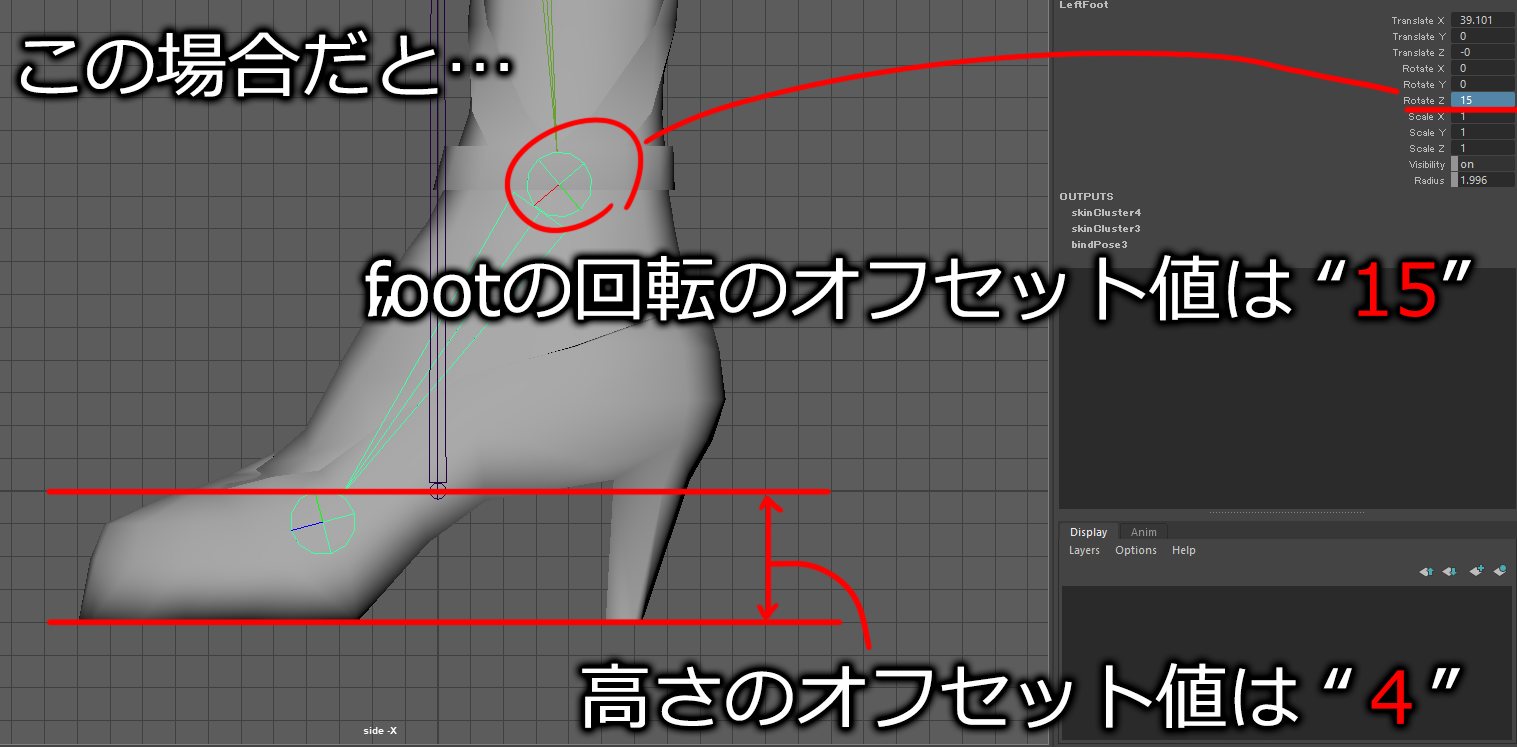 この場合だと…
footの回転のオフセット値は “15”
高さのオフセット値は “4”
side -X
LeftFoot
Translate X 39.101
Translate Y 0
Translate Z -0
Rotate X 0
Rotate Y 0
Rotate Z 15
Scale X 1
Scale Y 1
Scale Z 1
Visibility on
Radius 1.996
OUTPUTS
skinCluster4
skinCluster3
bindPose3
Display Anim
Layers Options Help